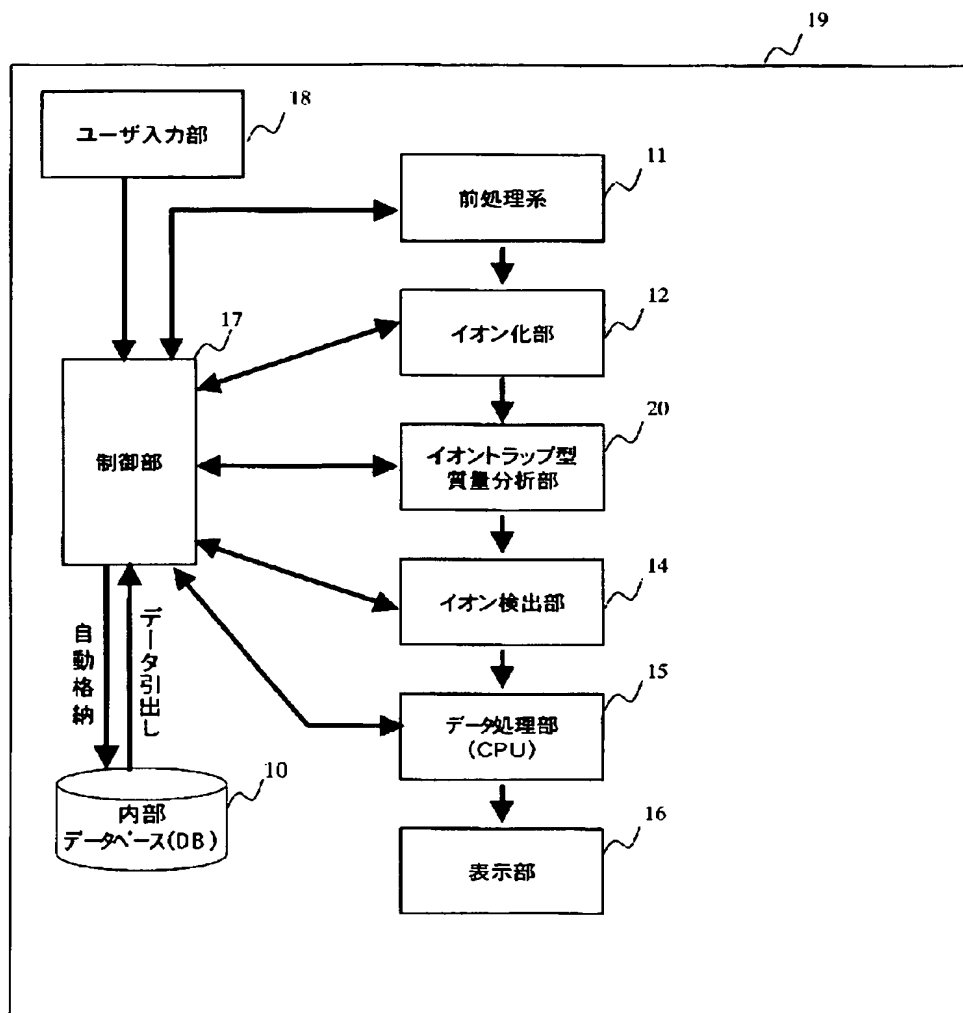 19
18
ユーザ入力部
11
前処理系
12
イオン化部
17
制御部
20
イオントラップ型
質量分析部
14
イオン検出部
自動格納
データ引出し
15
データ処理部
(CPU)
10
内部
データベース(DB)
16
表示部